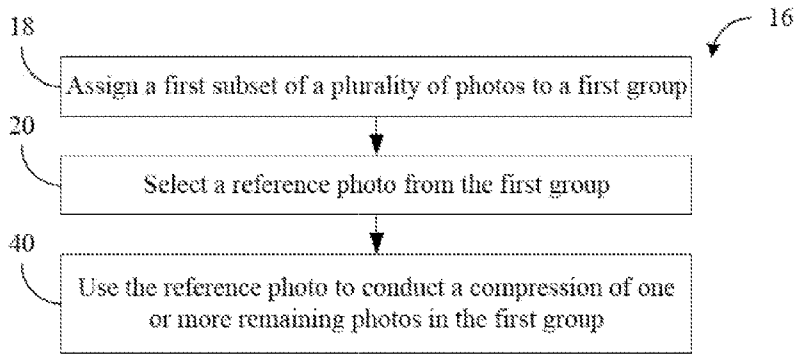 16
18
Assign a first subset of a plurality of photos to a first group
20
Select a reference photo from the first group
40
Use the reference photo to conduct a compression of one
or more remaining photos in the first group